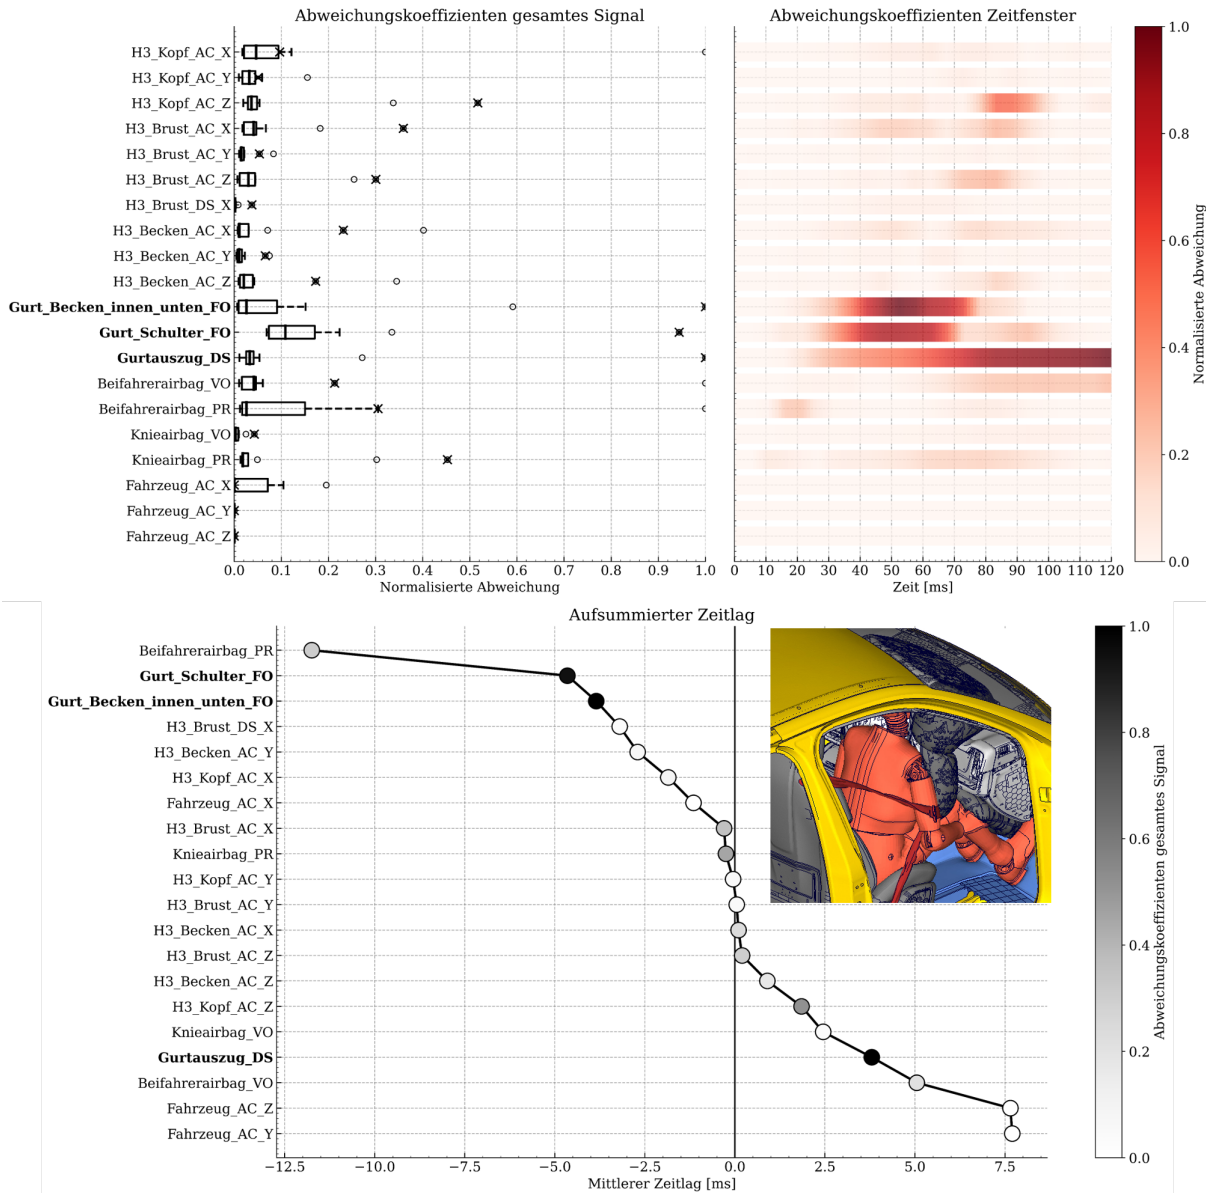 Abweichungskoeffizienten gesamtes Signal
H3_Kopf_AC_X
H3_Kopf_AC_Y
H3_Kopf_AC_Z
H3_Brust_AC_X
H3_Brust_AC_Y
H3_Brust_AC_Z
H3_Brust_DS_X
H3_Becken_AC_X
H3_Becken_AC_Y
H3_Becken_AC_Z
Gurt_Becken_innen_unten_FO
Gurt_Schulter_FO
Gurtauszug_DS
Beifahrerairbag_VO
Beifahrerairbag_PR
Knieairbag_VO
Knieairbag_PR
Fahrzeug_AC_X
Fahrzeug_AC_Y
Fahrzeug_AC_Z
0.0 0.1 0.2 0.3 0.4 0.5 0.6 0.7 0.8 0.9 1.0
Normalisierte Abweichung
Abweichungskoeffizienten Zeitfenster
0 10 20 30 40 50 60 70 80 90 100 110 120
Zeit [ms]
1.0
0.8
0.6
0.4
0.2
0.0
Normalisierte Abweichung
Aufsummierter Zeitlag
Beifahrerairbag_PR
Gurt_Schulter_FO
Gurt_Becken_innen_unten_FO
H3_Brust_DS_X
H3_Becken_AC_Y
H3_Kopf_AC_X
Fahrzeug_AC_X
H3_Brust_AC_X
Knieairbag_PR
H3_Kopf_AC_Y
H3_Brust_AC_Y
H3_Becken_AC_X
H3_Brust_AC_Z
H3_Becken_AC_Z
H3_Kopf_AC_Z
Knieairbag_VO
Gurtauszug_DS
Beifahrerairbag_VO
Fahrzeug_AC_Z
Fahrzeug_AC_Y
−12.5 −10.0 −7.5 −5.0 −2.5 0.0 2.5 5.0 7.5
Mittlerer Zeitlag [ms]
1.0
0.8
0.6
0.4
0.2
0.0
Abweichungskoeffizienten gesamtes Signal